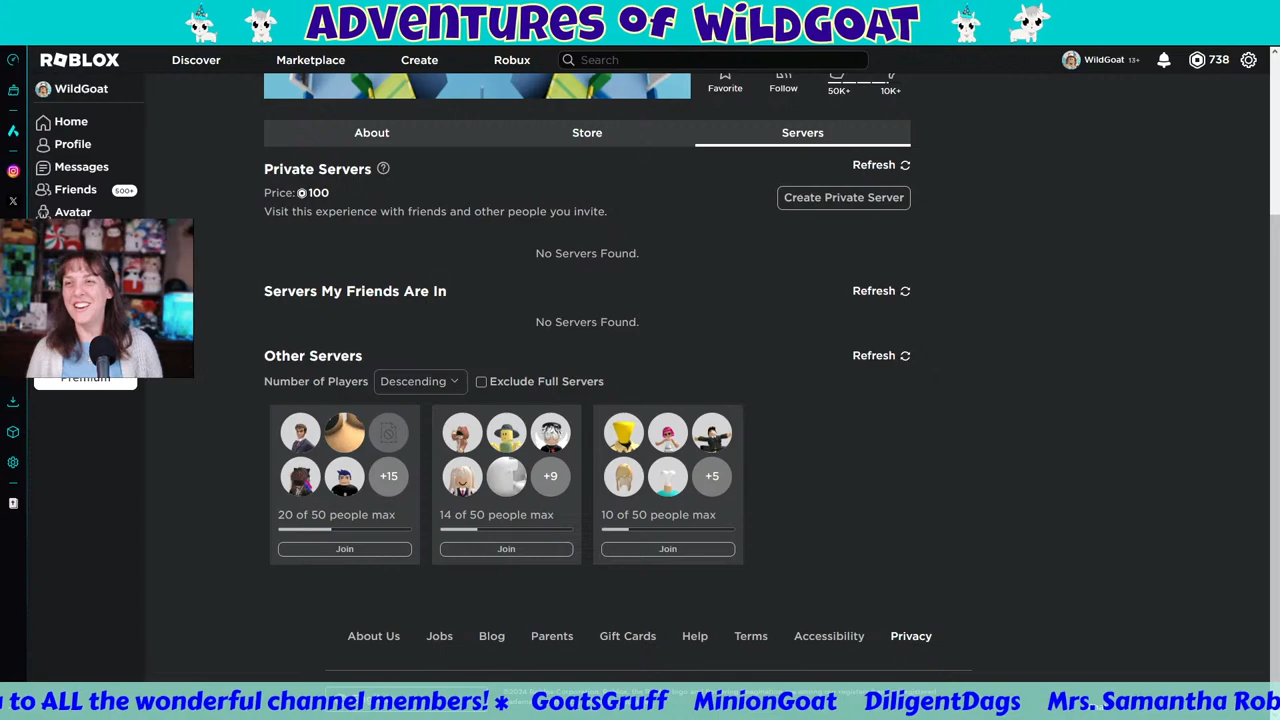 ADVENTURES OF WILDGOAT
ROBLOX
Discover
Marketplace
Create
Robux
Search
WildGoat 13+
738
WildGoat
Home
Profile
Messages
Friends 500+
Avatar
Premium
Favorite
Follow
50K+
10K+
About
Store
Servers
Private Servers
Refresh
Price: 100
Create Private Server
Visit this experience with friends and other people you invite.
No Servers Found.
Servers My Friends Are In
Refresh
No Servers Found.
Other Servers
Refresh
Number of Players
Descending
Exclude Full Servers
+15
+9
+5
20 of 50 people max
14 of 50 people max
10 of 50 people max
Join
Join
Join
About Us
Jobs
Blog
Parents
Gift Cards
Help
Terms
Accessibility
Privacy
to ALL the wonderful channel members! * GoatsGruff MinionGoat DiligentDags Mrs. Samantha Rob